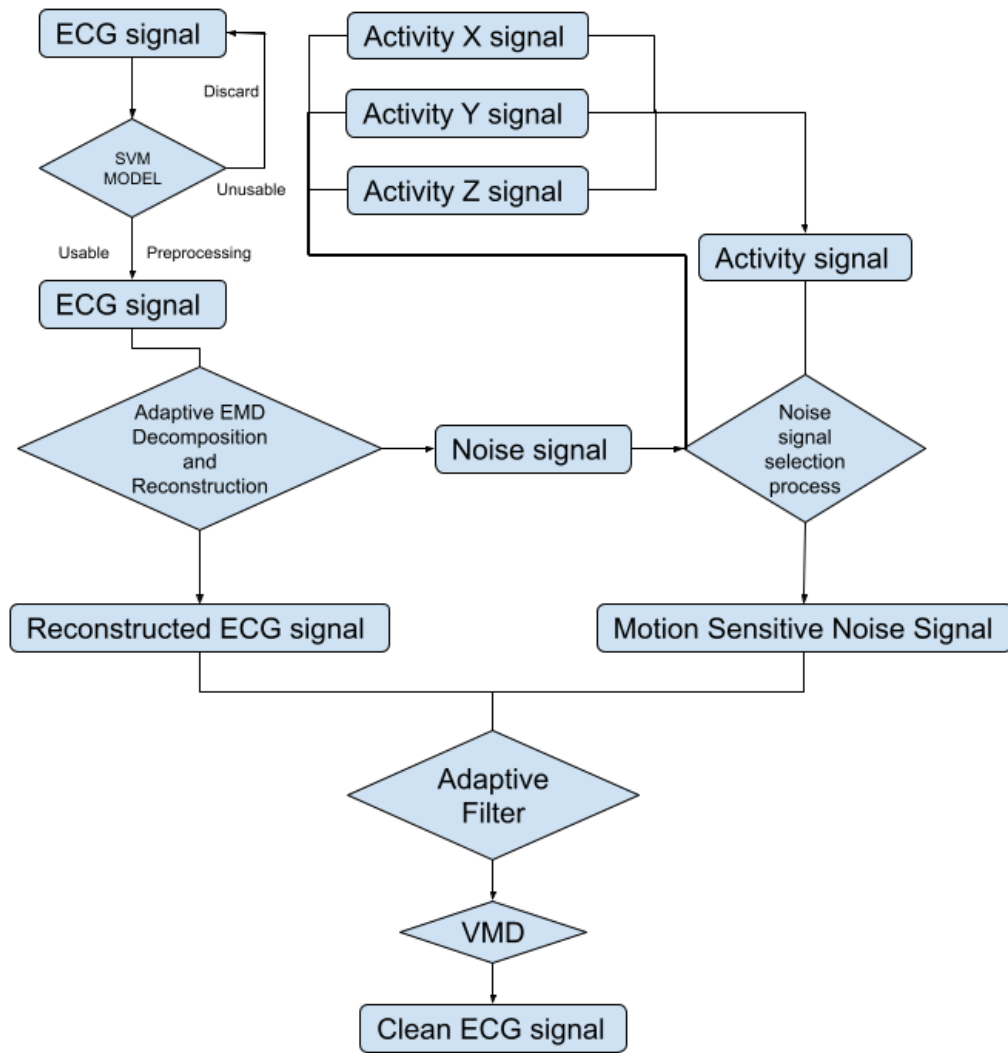 ECG signal
Discard
SVM
MODEL
Unusable
Usable
Preprocessing
ECG signal
Activity X signal
Activity Y signal
Activity Z signal
Activity signal
Adaptive EMD
Decomposition
and
Reconstruction
Noise signal
Noise
signal
selection
process
Reconstructed ECG signal
Motion Sensitive Noise Signal
Adaptive
Filter
VMD
Clean ECG signal